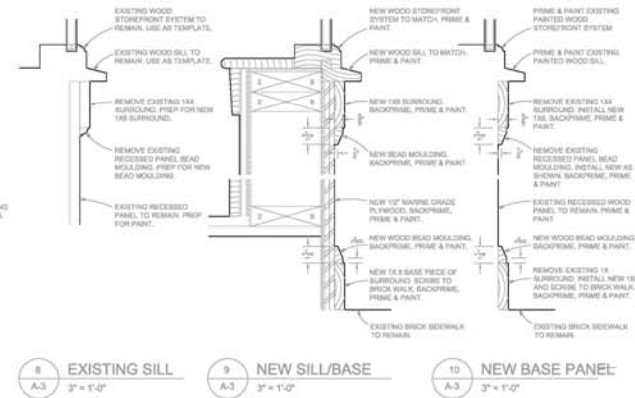 EXISTING WOOD
STOREFRONT SYSTEM TO
REMAIN. USE AS TEMPLATE.
EXISTING WOOD SILL TO
REMAIN. USE AS TEMPLATE.
REMOVE EXISTING 1X4
SURROUND. PREP FOR NEW
1X8 SURROUND.
REMOVE EXISTING
RECESSED PANEL BEAD
MOULDING. PREP FOR NEW
BEAD MOULDING.
EXISTING RECESSED
PANEL TO REMAIN. PREP
FOR PAINT.
8
A-3
EXISTING SILL
3" = 1'-0"
NEW WOOD STOREFRONT
SYSTEM TO MATCH, PRIME &
PAINT.
NEW WOOD SILL TO MATCH,
PRIME & PAINT
2 8
2 8
NEW 1X8 SURROUND.
BACKPRIME, PRIME & PAINT.
NEW BEAD MOULDING,
BACKPRIME, PRIME & PAINT
NEW 1/2" MARINE GRADE
PLYWOOD. BACKPRIME,
PRIME & PAINT.
2 8
NEW WOOD BEAD MOULDING.
BACKPRIME, PRIME & PAINT.
NEW 1X 8 BASE PIECE OF
SURROUND. SCRIBE TO
BRICK WALK. BACKPRIME,
PRIME & PAINT
EXISTING BRICK SIDEWALK
TO REMAIN.
9
A-3
NEW SILL/BASE
3" = 1'-0"
PRIME & PAINT EXISTING
PAINTED WOOD
STOREFRONT SYSTEM
PRIME & PAINT EXISTING
PAINTED WOOD SILL
REMOVE EXISTING 1X4
SURROUND. INSTALL NEW
1X8. BACKPRIME, PRIME &
PAINT.
REMOVE EXISTING
RECESSED PANEL BEAD
MOULDING. INSTALL NEW AS
SHOWN, BACKPRIME, PRIME
& PAINT
EXISTING RECESSED WOOD
PANEL TO REMAIN. PRIME &
PAINT
NEW WOOD BEAD MOULDING.
BACKPRIME, PRIME & PAINT.
REMOVE EXISTING 1X
SURROUND. INSTALL NEW 1X8
AND SCRIBE TO BRICK WALK.
BACKPRIME, PRIME & PAINT.
EXISTING BRICK SIDEWALK
TO REMAIN.
10
A-3
NEW BASE PANEL
3" = 1'-0"